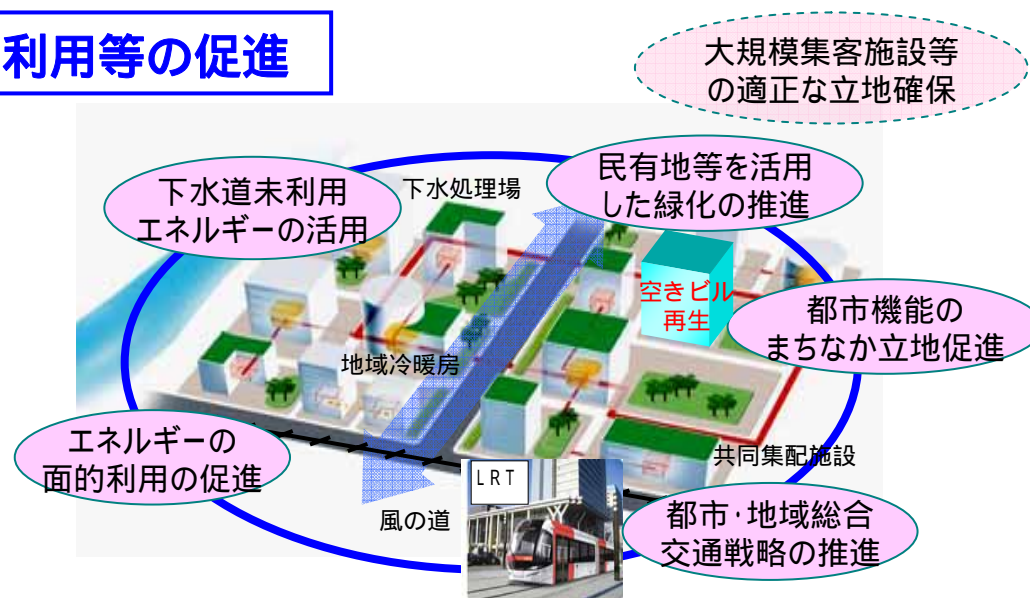 利用等の促進
大規模集客施設等
の適正な立地確保
下水道未利用
エネルギーの活用
下水処理場
民有地等を活用
した緑化の推進
空きビル
再生
都市機能の
まちなか立地促進
地域冷暖房
エネルギーの
面的利用の促進
共同集配施設
LRT
風の道
都市・地域総合
交通戦略の推進